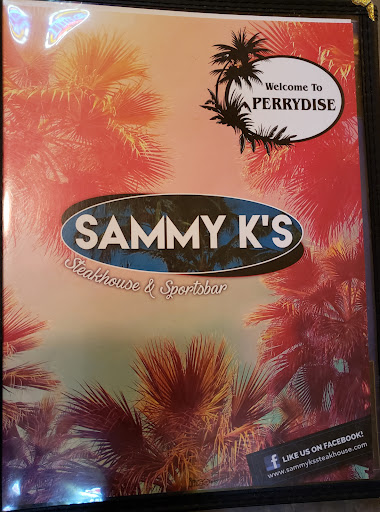 Welcome To
PERRYDISE
SAMMY K'S
Steakhouse & Sportsbar
f LIKE US ON FACEBOOK!
www.sammykssteakhouse.com